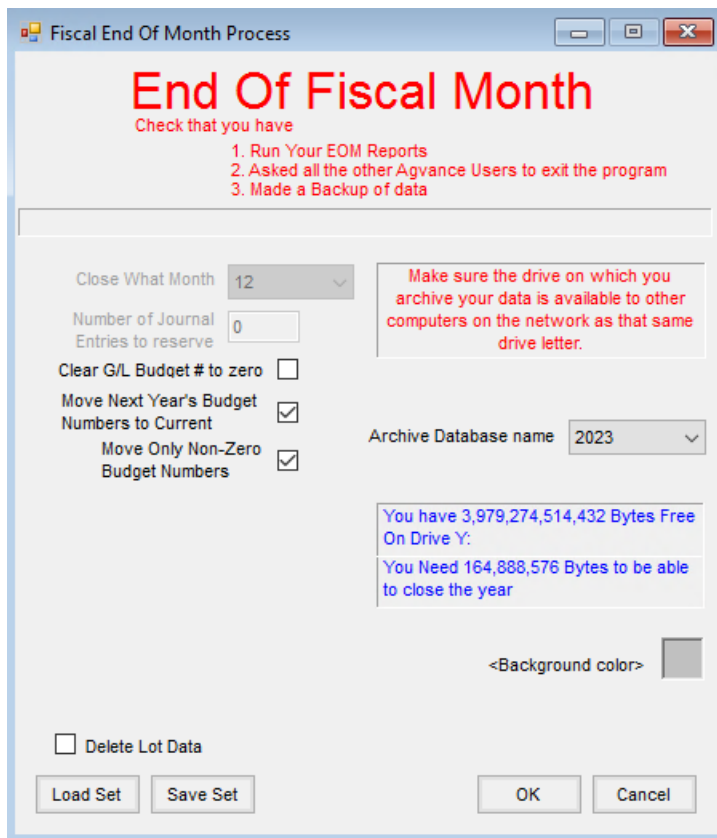 Fiscal End Of Month Process
End Of Fiscal Month
Check that you have
1. Run Your EOM Reports
2. Asked all the other Agvance Users to exit the program
3. Made a Backup of data
Close What Month 12
Number of Journal
Entries to reserve 0
Clear G/L Budget # to zero
Move Next Year's Budget
Numbers to Current
Move Only Non-Zero
Budget Numbers
Make sure the drive on which you
archive your data is available to other
computers on the network as that same
drive letter.
Archive Database name 2023
You have 3,979,274,514,432 Bytes Free
On Drive Y:
You Need 164,888,576 Bytes to be able
to close the year
<Background color>
Delete Lot Data
Load Set Save Set OK Cancel